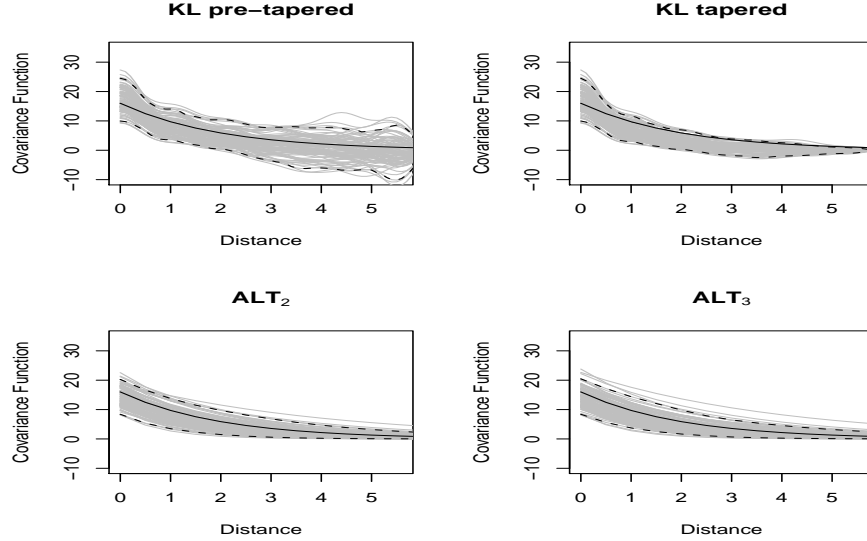 KL pre−tapered
Covariance Function
−10 0 10 20 30
0 1 2 3 4 5
Distance
KL tapered
Covariance Function
−10 0 10 20 30
0 1 2 3 4 5
Distance
ALT₂
Covariance Function
−10 0 10 20 30
0 1 2 3 4 5
Distance
ALT₃
Covariance Function
−10 0 10 20 30
0 1 2 3 4 5
Distance